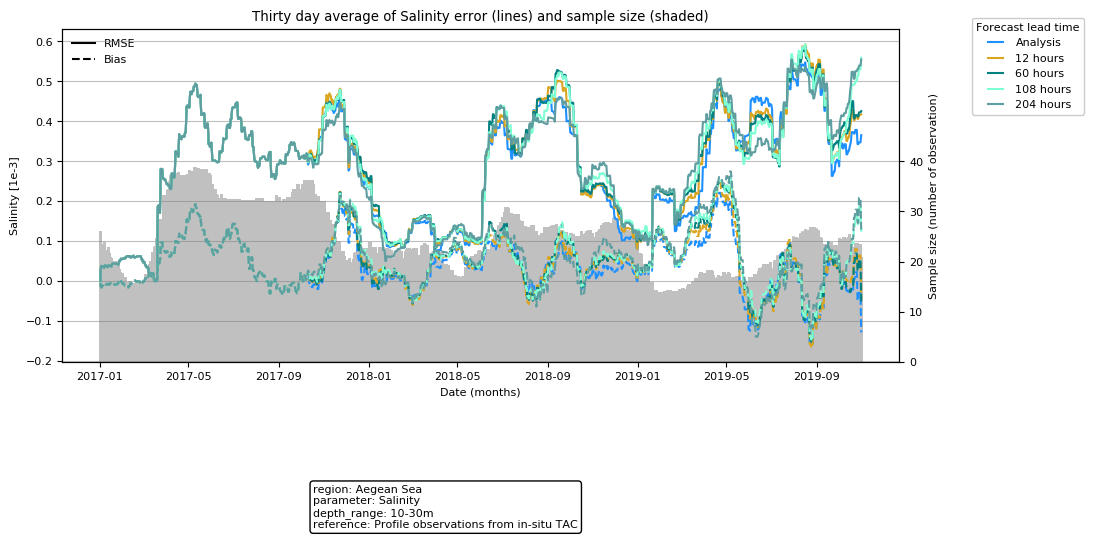 Thirty day average of Salinity error (lines) and sample size (shaded)
RMSE
Bias
Forecast lead time
Analysis
12 hours
60 hours
108 hours
204 hours
Salinity [1e-3]
0.6
0.5
0.4
0.3
0.2
0.1
0.0
−0.1
−0.2
Sample size (number of observation)
40
30
20
10
0
2017-01 2017-05 2017-09 2018-01 2018-05 2018-09 2019-01 2019-05 2019-09
Date (months)
region: Aegean Sea
parameter: Salinity
depth_range: 10-30m
reference: Profile observations from in-situ TAC